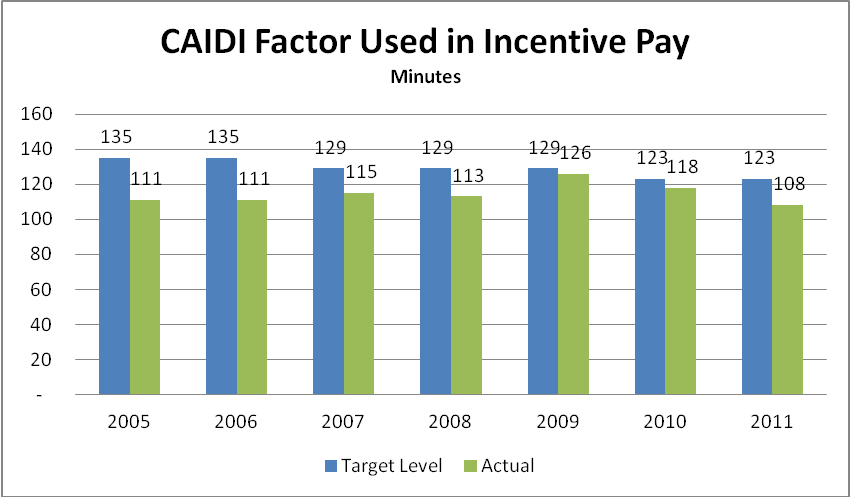 CAIDI Factor Used in Incentive Pay
Minutes
160
140
120
100
80
60
40
20
-
135 111 135 111 129 115 129 113 129 126 123 118 123 108
2005 2006 2007 2008 2009 2010 2011
Target Level Actual